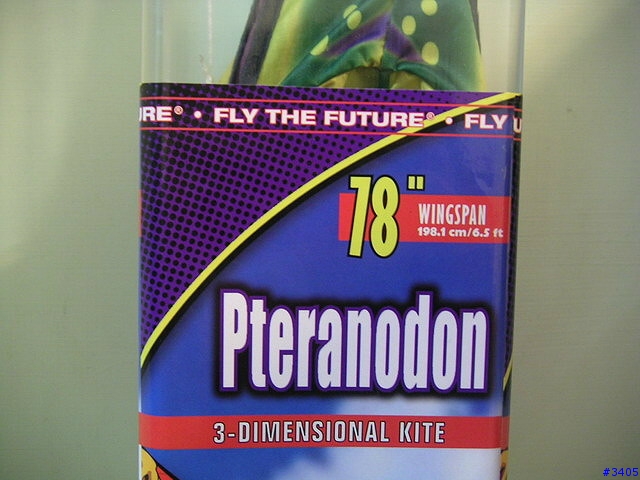 RE® • FLY THE FUTURE® • FLY
78" WINGSPAN
198.1 cm/6.5 ft
Pteranodon
3-DIMENSIONAL KITE
#3405